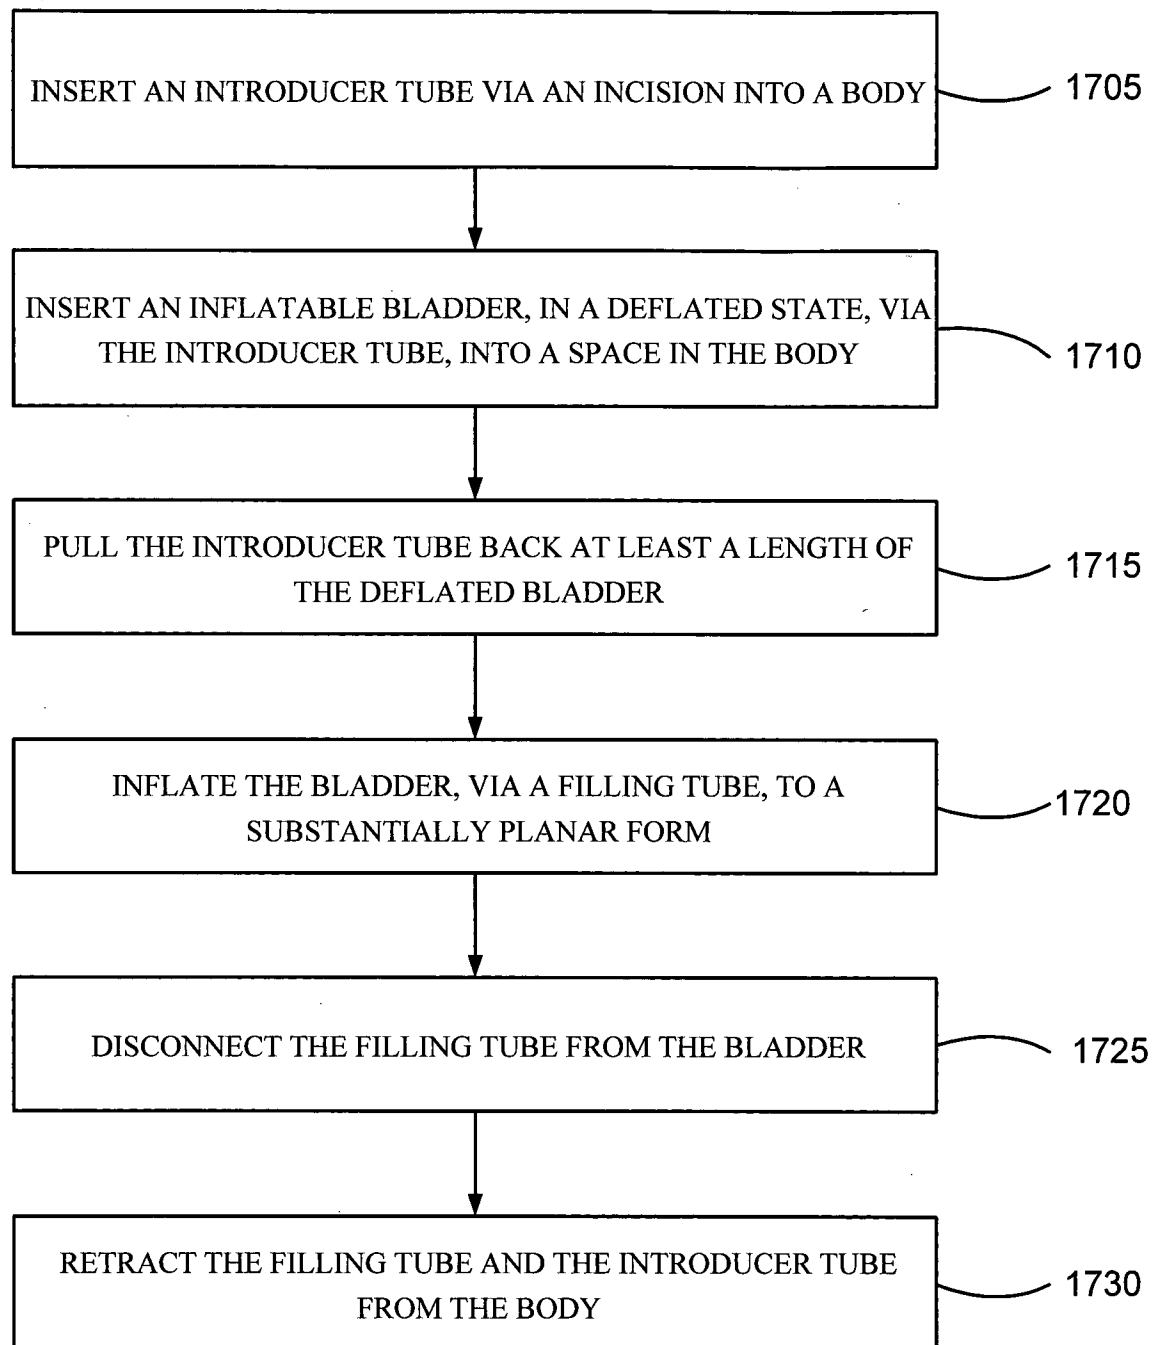 INSERT AN INTRODUCER TUBE VIA AN INCISION INTO A BODY
1705
INSERT AN INFLATABLE BLADDER, IN A DEFLATED STATE, VIA
THE INTRODUCER TUBE, INTO A SPACE IN THE BODY
1710
PULL THE INTRODUCER TUBE BACK AT LEAST A LENGTH OF
THE DEFLATED BLADDER
1715
INFLATE THE BLADDER, VIA A FILLING TUBE, TO A
SUBSTANTIALLY PLANAR FORM
1720
DISCONNECT THE FILLING TUBE FROM THE BLADDER
1725
RETRACT THE FILLING TUBE AND THE INTRODUCER TUBE
FROM THE BODY
1730